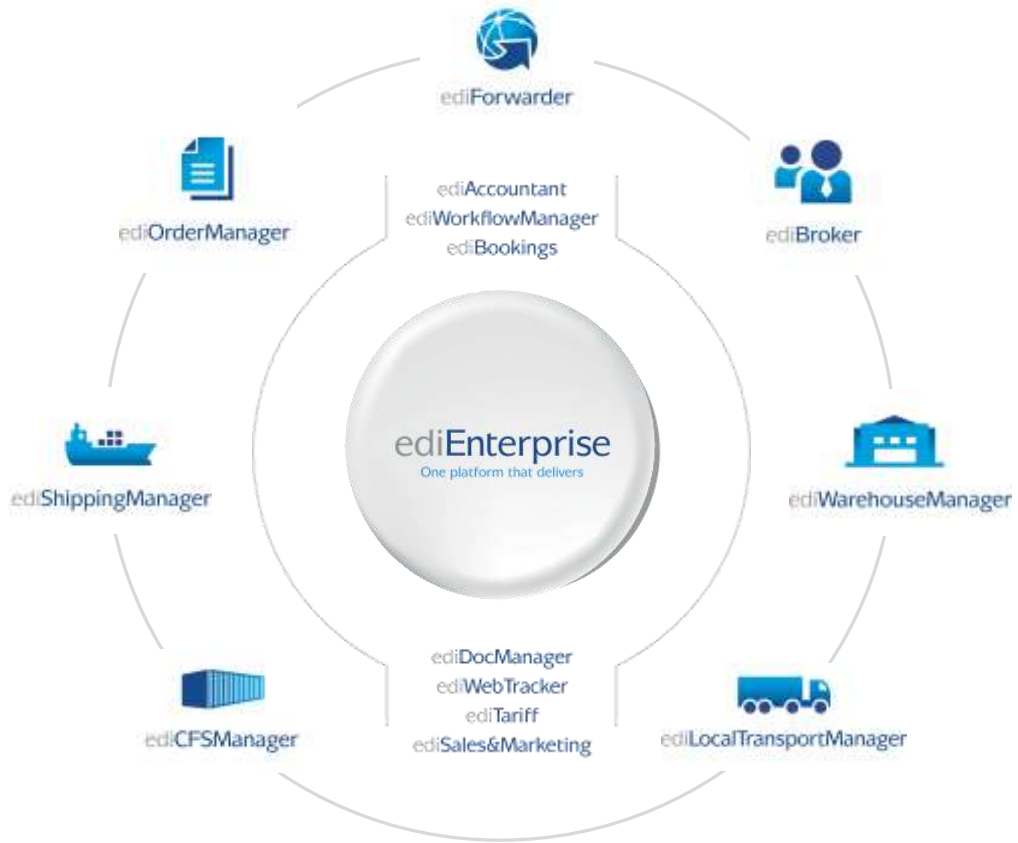 ediForwarder
ediOrderManager
ediAccountant
ediWorkflowManager
ediBookings
ediBroker
ediEnterprise
One platform that delivers
ediShippingManager
ediWarehouseManager
ediDocManager
ediWebTracker
ediTariff
ediSales&Marketing
ediCFSManager
ediLocalTransportManager